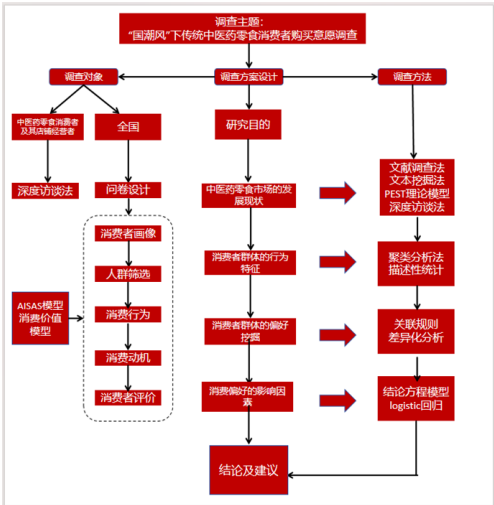 调查主题：
“国潮风”下传统中医药零食消费者购买意愿调查
调查对象
调查方案设计
调查方法
中医药零食消费者
及其店铺经营者
全国
研究目的
深度访谈法
问卷设计
中医药零食市场的发
展现状
文献调查法
文本挖掘法
PEST理论模型
深度访谈法
消费者画像
人群筛选
消费行为
消费动机
消费者评价
AISAS模型
消费价值
模型
消费者群体的行为
特征
聚类分析法
描述性统计
消费者群体的偏好
挖掘
关联规则
差异化分析
消费偏好的影响因
素
结论方程模型
logistic回归
结论及建议